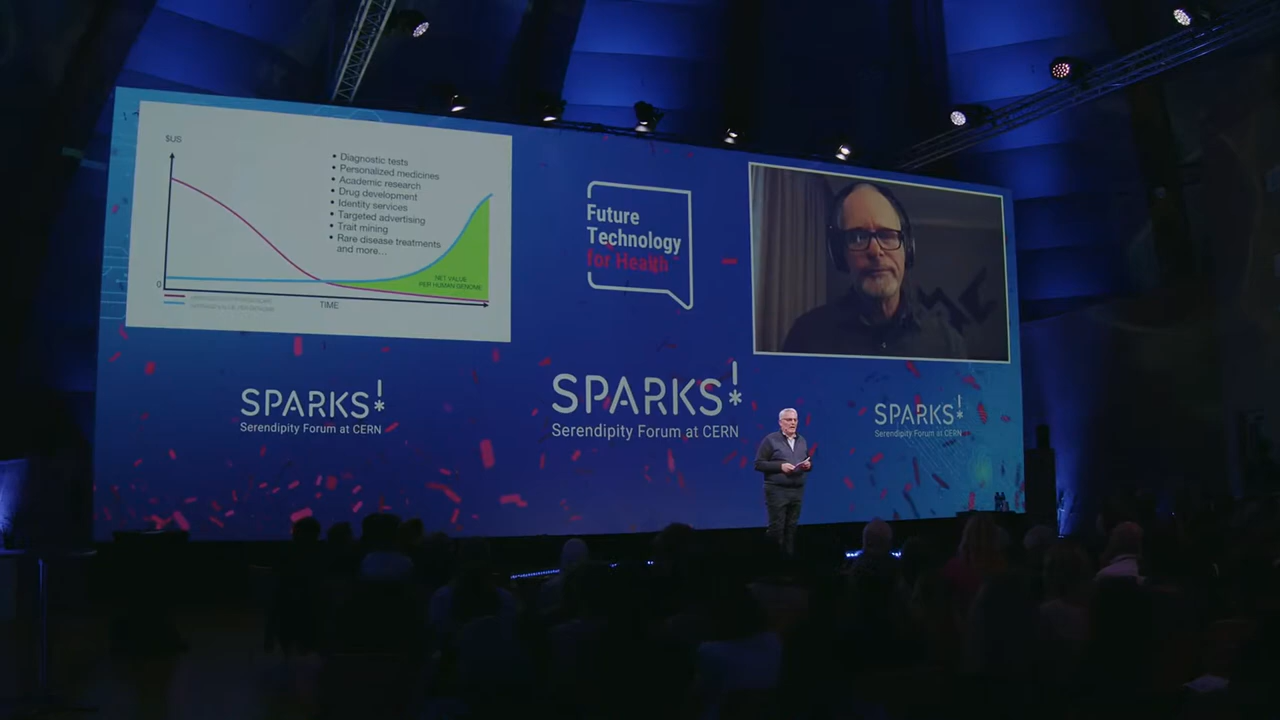 $US
• Diagnostic tests
• Personalized medicines
• Academic research
• Drug development
• Identity services
• Targeted advertising
• Trait mining
• Rare disease treatments
and more...
NET VALUE
PER HUMAN GENOME
0
TIME
Future
Technology
for Health
SPARKS!
Serendipity Forum at CERN
SPARKS!
Serendipity Forum at CERN
SPARKS!
Serendipity Forum at CERN